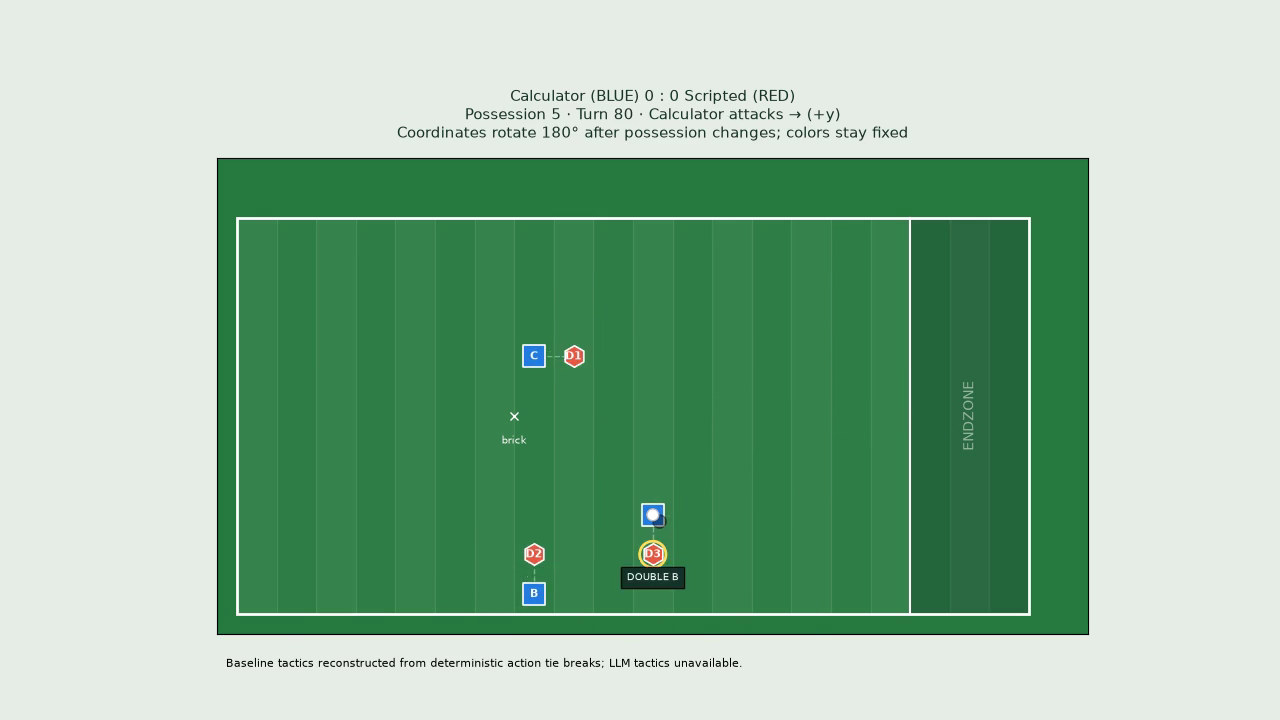 Calculator (BLUE) 0 : 0 Scripted (RED)
Possession 5 · Turn 80 · Calculator attacks → (+y)
Coordinates rotate 180° after possession changes; colors stay fixed
C
D1
×
brick
ENDZONE
D2
D3
DOUBLE B
B
Baseline tactics reconstructed from deterministic action tie breaks; LLM tactics unavailable.